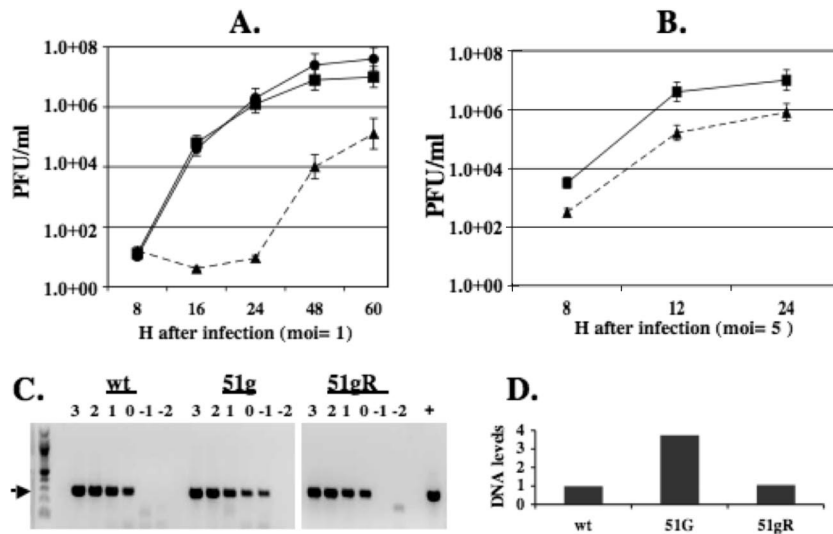 A.
1.0+08
1.0+06
1.0+04
1.0+02
1.0+00
PFU/ml
8 16 24 48 60
H after infection (moi= 1)
B.
1.0+08
1.0+06
1.0+04
1.0+02
1.0+00
PFU/ml
8 12 24
H after infection (moi= 5 )
C.
wt 51g 51gR
3 2 1 0 -1 -2 3 2 1 0 -1 -2 3 2 1 0 -1 -2 +
D.
DNA levels
4
3
2
1
0
wt 51G 51gR